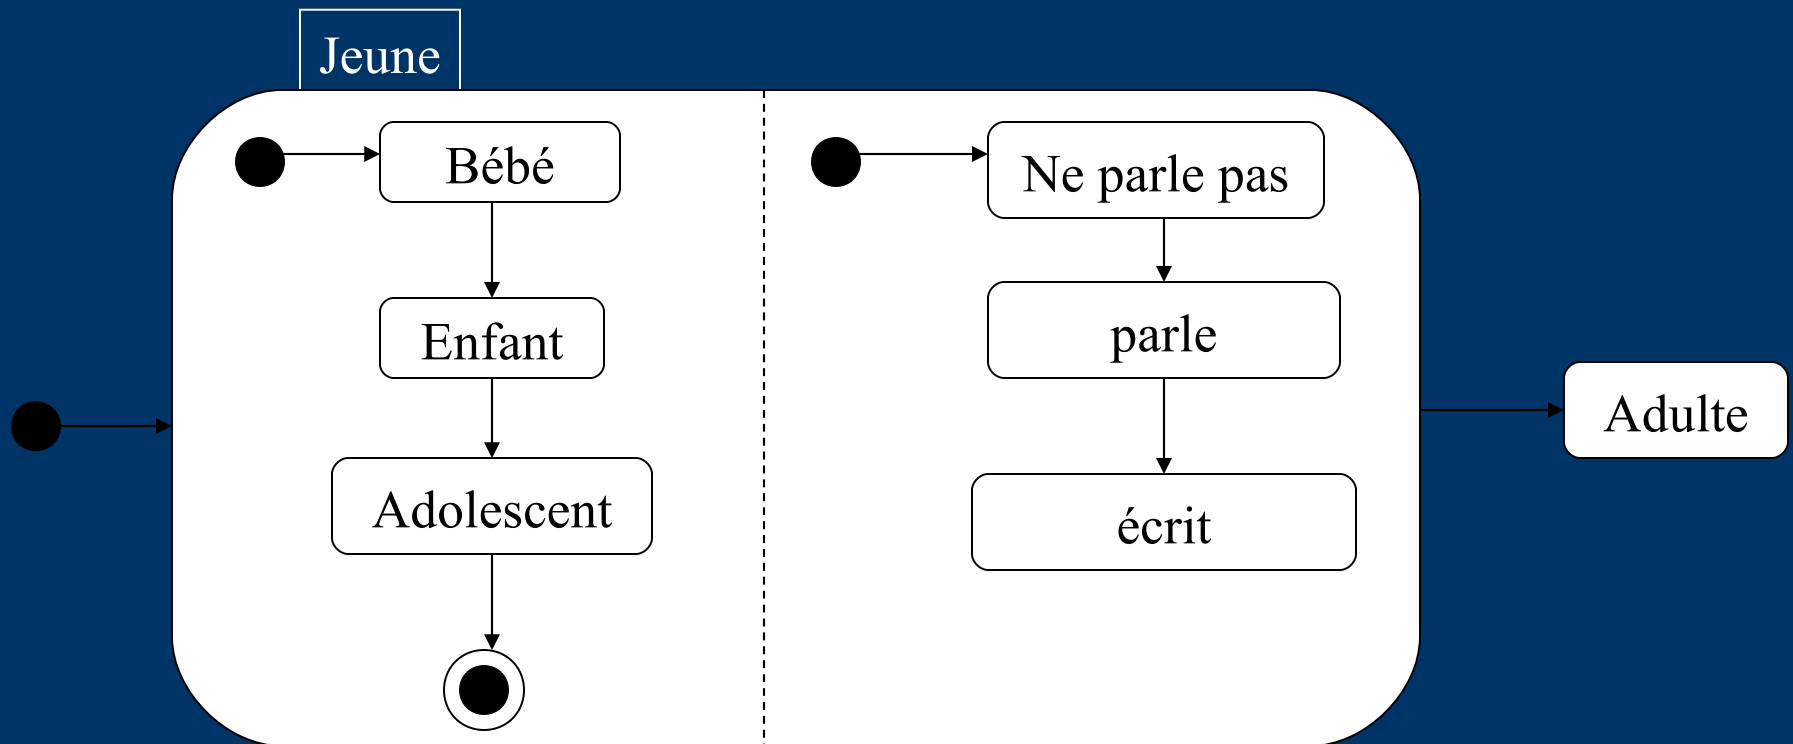 Jeune
Bébé
Enfant
Adolescent
Ne parle pas
parle
écrit
Adulte